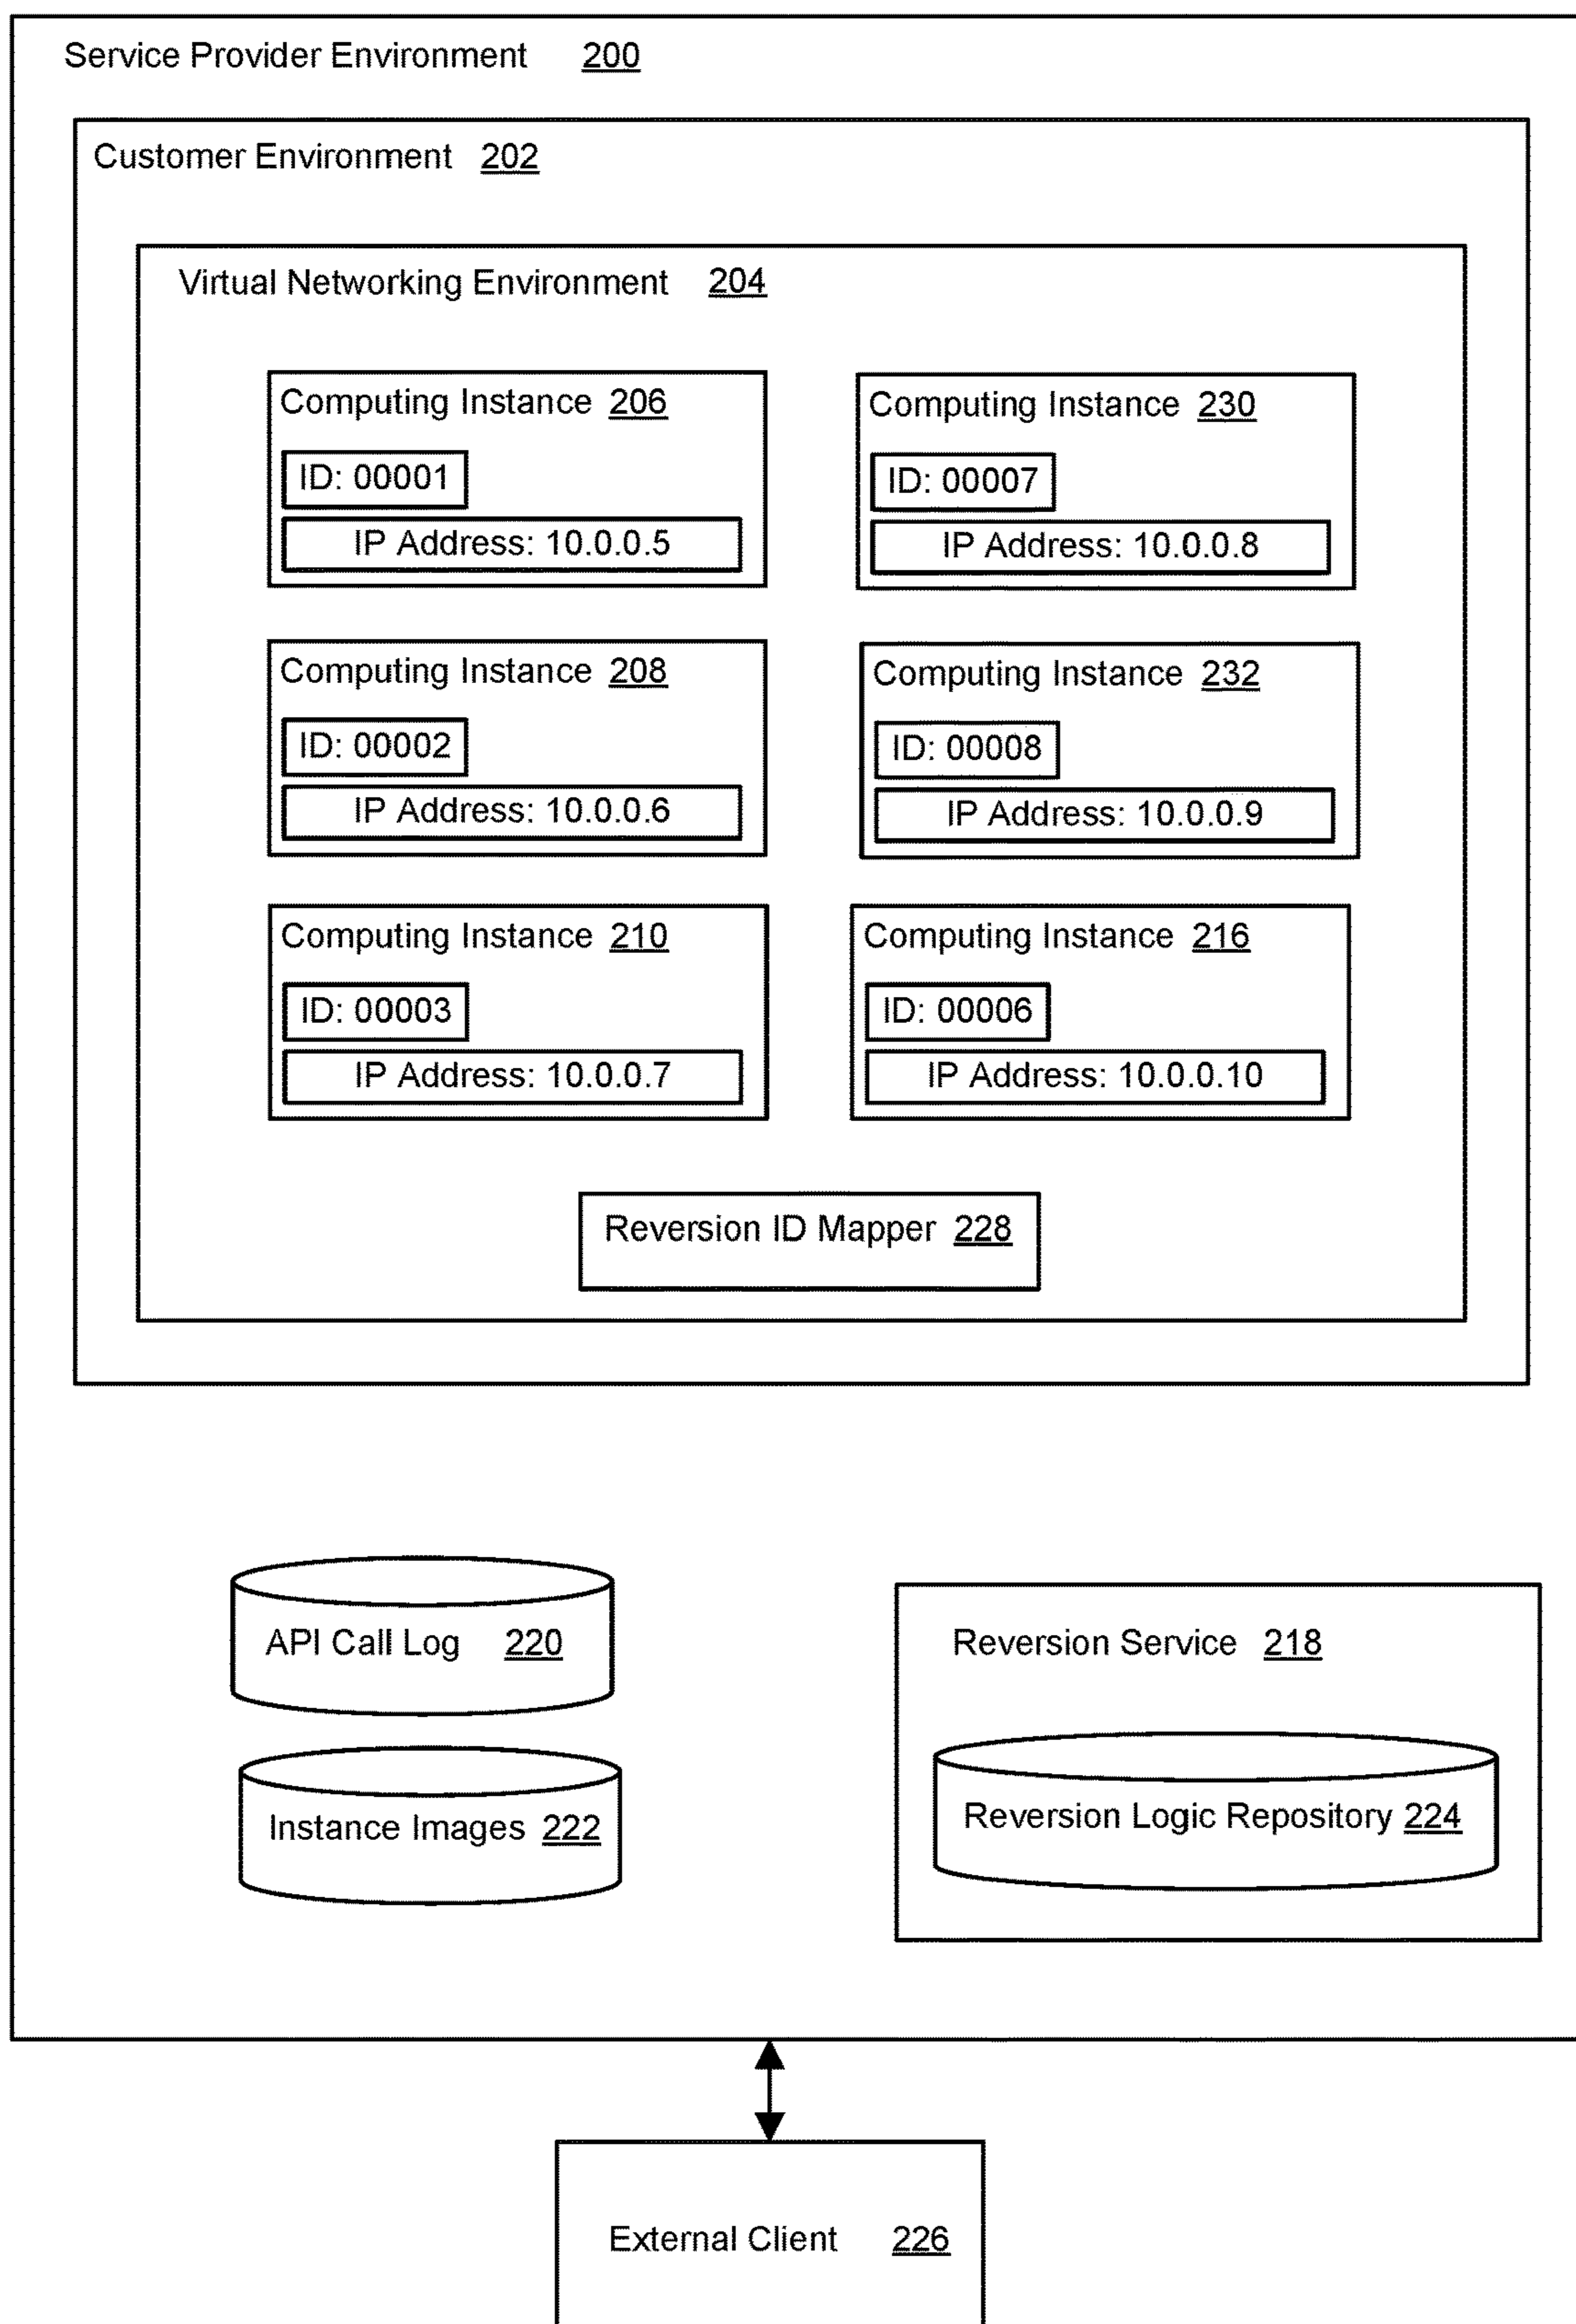 Service Provider Environment 200
Customer Environment 202
Virtual Networking Environment 204
Computing Instance 206
ID: 00001
IP Address: 10.0.0.5
Computing Instance 230
ID: 00007
IP Address: 10.0.0.8
Computing Instance 208
ID: 00002
IP Address: 10.0.0.6
Computing Instance 232
ID: 00008
IP Address: 10.0.0.9
Computing Instance 210
ID: 00003
IP Address: 10.0.0.7
Computing Instance 216
ID: 00006
IP Address: 10.0.0.10
Reversion ID Mapper 228
API Call Log 220
Instance Images 222
Reversion Service 218
Reversion Logic Repository 224
External Client 226